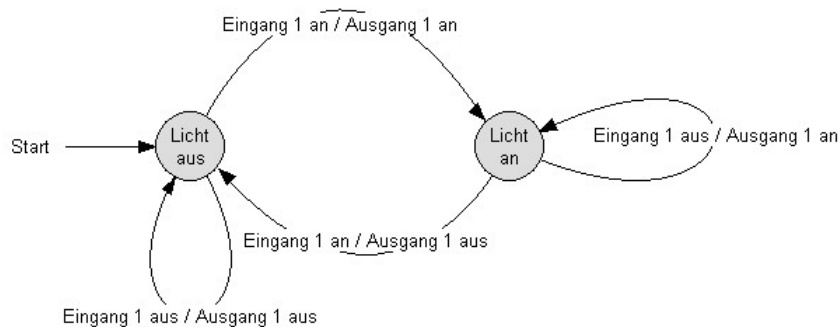 Eingang 1 an / Ausgang 1 an
Start
Licht
aus
Licht
an
Eingang 1 aus / Ausgang 1 an
Eingang 1 an / Ausgang 1 aus
Eingang 1 aus / Ausgang 1 aus